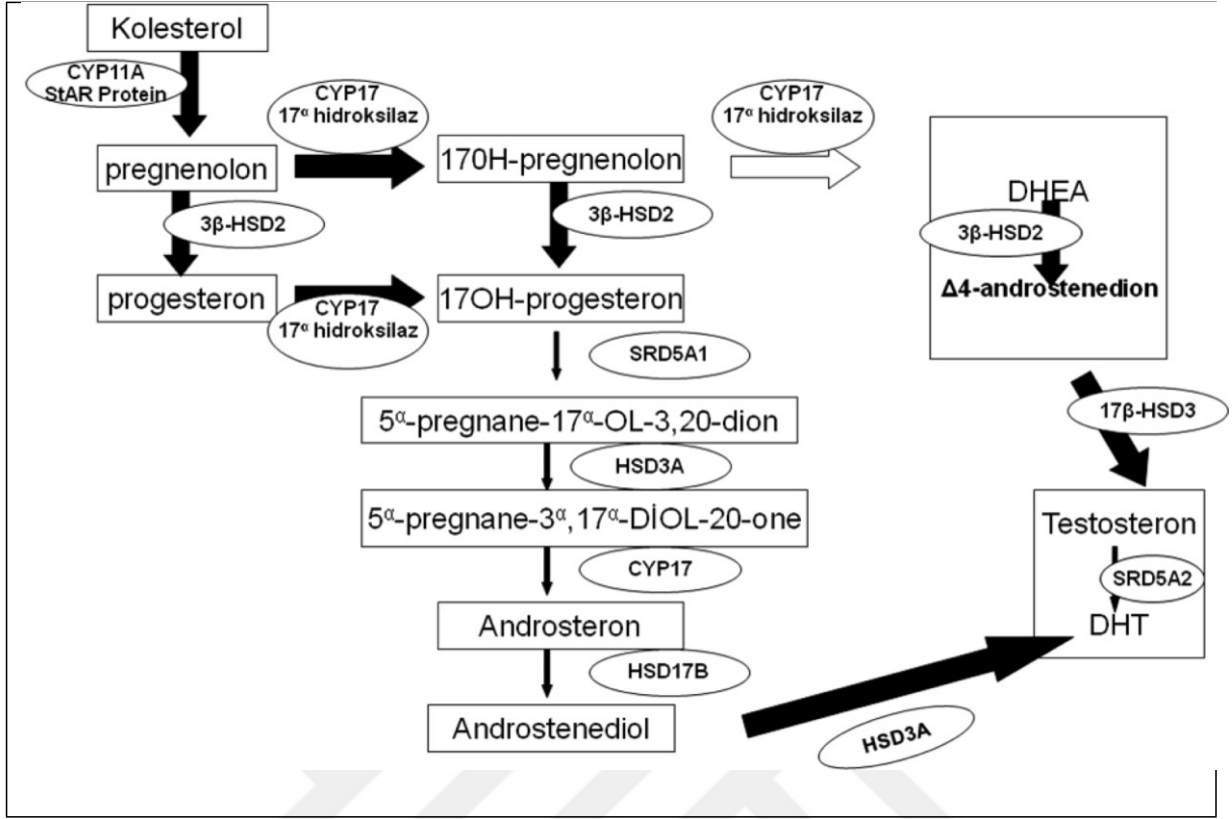 Kolesterol
CYP11A
StAR Protein
CYP17
17α hidroksilaz
CYP17
17α hidroksilaz
pregnenolon
170H-pregnenolon
DHEA
3β-HSD2
3β-HSD2
3β-HSD2
Δ4-androstenedion
progesteron
17OH-progesteron
CYP17
17α hidroksilaz
SRD5A1
5α-pregnane-17α-OL-3,20-dion
17β-HSD3
HSD3A
5α-pregnane-3α,17α-DİOL-20-one
Testosteron
CYP17
SRD5A2
Androsteron
DHT
HSD17B
Androstenediol
HSD3A